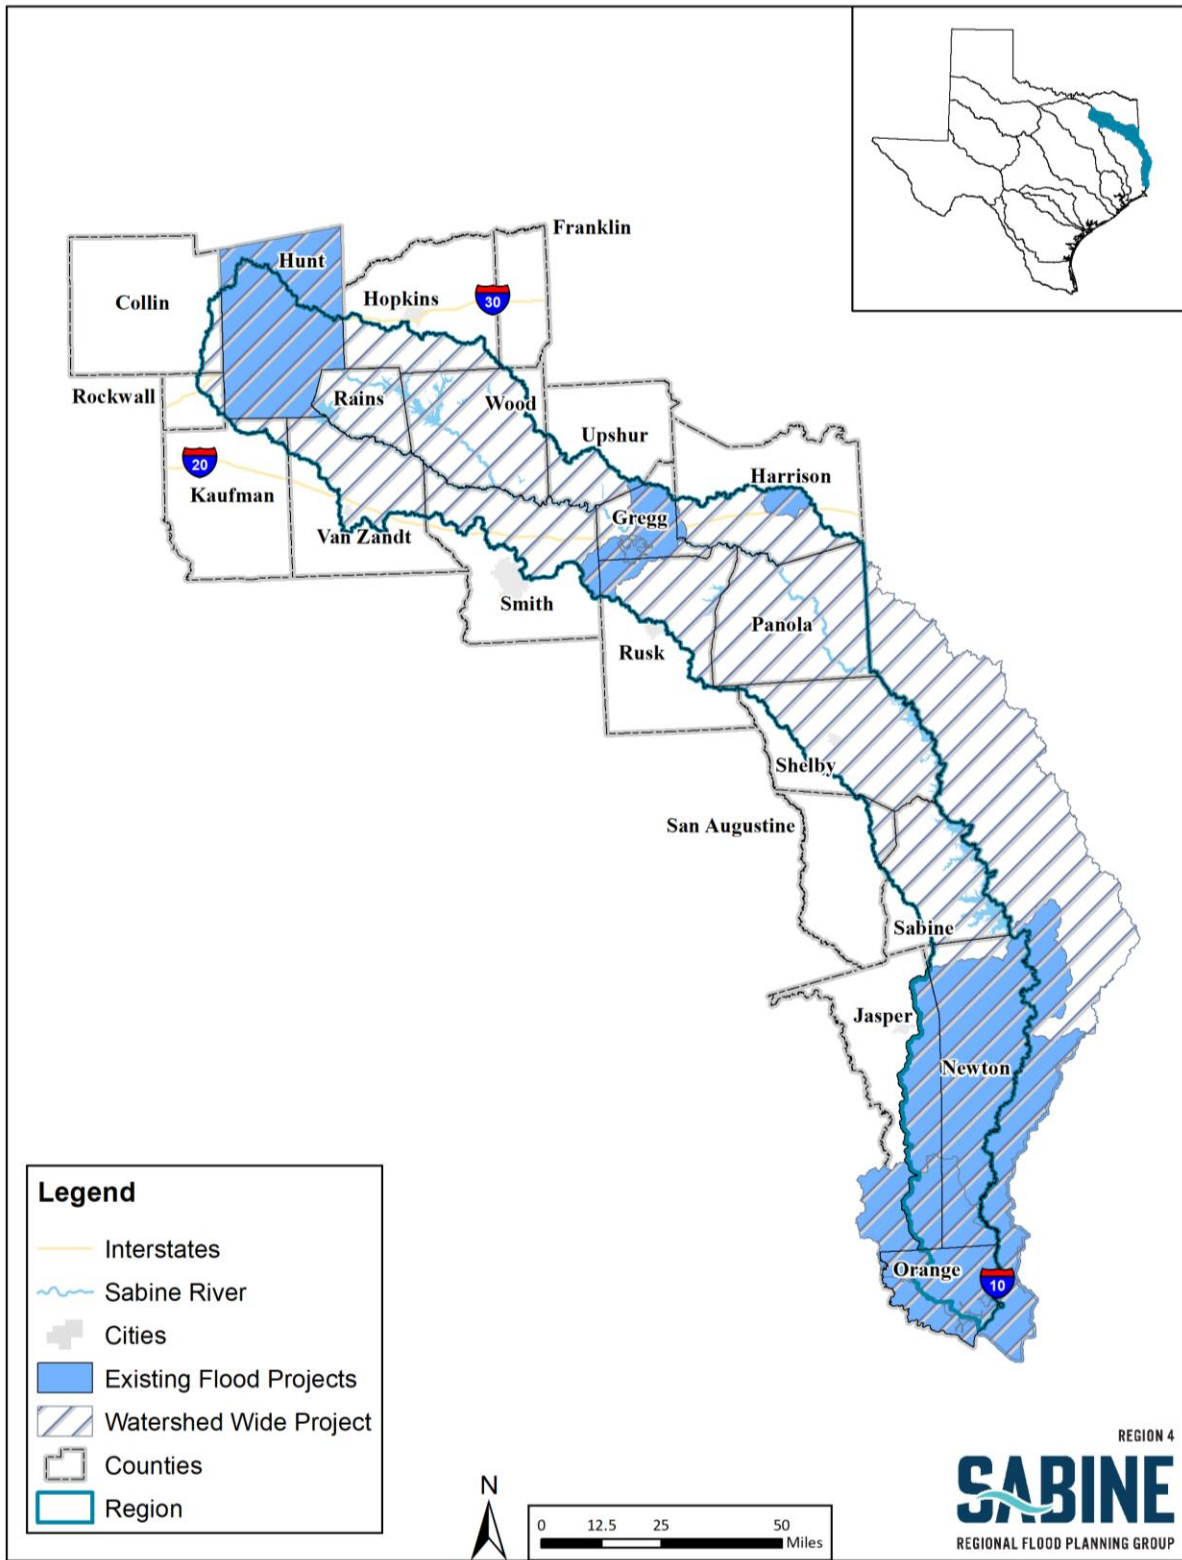 Franklin
Hunt
Hopkins
30
Collin
Rockwall
Rains
Wood
Upshur
20
Kaufman
Harrison
Gregg
Van Zandt
Smith
Panola
Rusk
Shelby
San Augustine
Sabine
Jasper
Newton
Orange
10
Legend
Interstates
Sabine River
Cities
Existing Flood Projects
Watershed Wide Project
Counties
Region
N
0 12.5 25 50
Miles
REGION 4
SABINE
REGIONAL FLOOD PLANNING GROUP